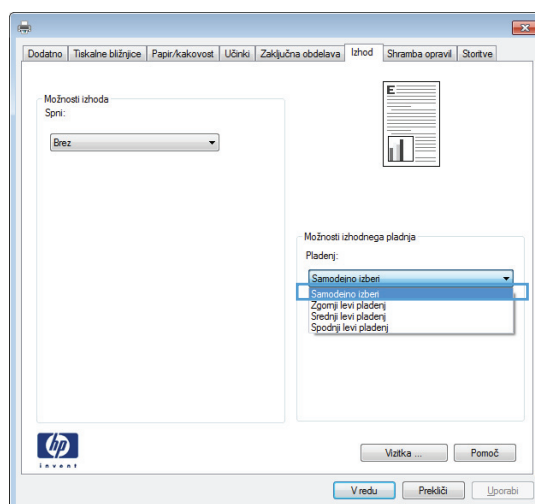 Dodatno Tiskalne bližnjice Papir/kakovost Učinki Zaključna obdelava Izhod Shramba opravil Storitve
Možnosti izhoda
Spni:
Brez
E
Možnosti izhodnega pladnja
Pladenj:
Samodejno izberi
Samodejno izberi
Zgornji levi pladenj
Srednji levi pladenj
Spodnji levi pladenj
hp
invent
Vizitka ...
Pomoč
V redu
Prekliči
Uporabi